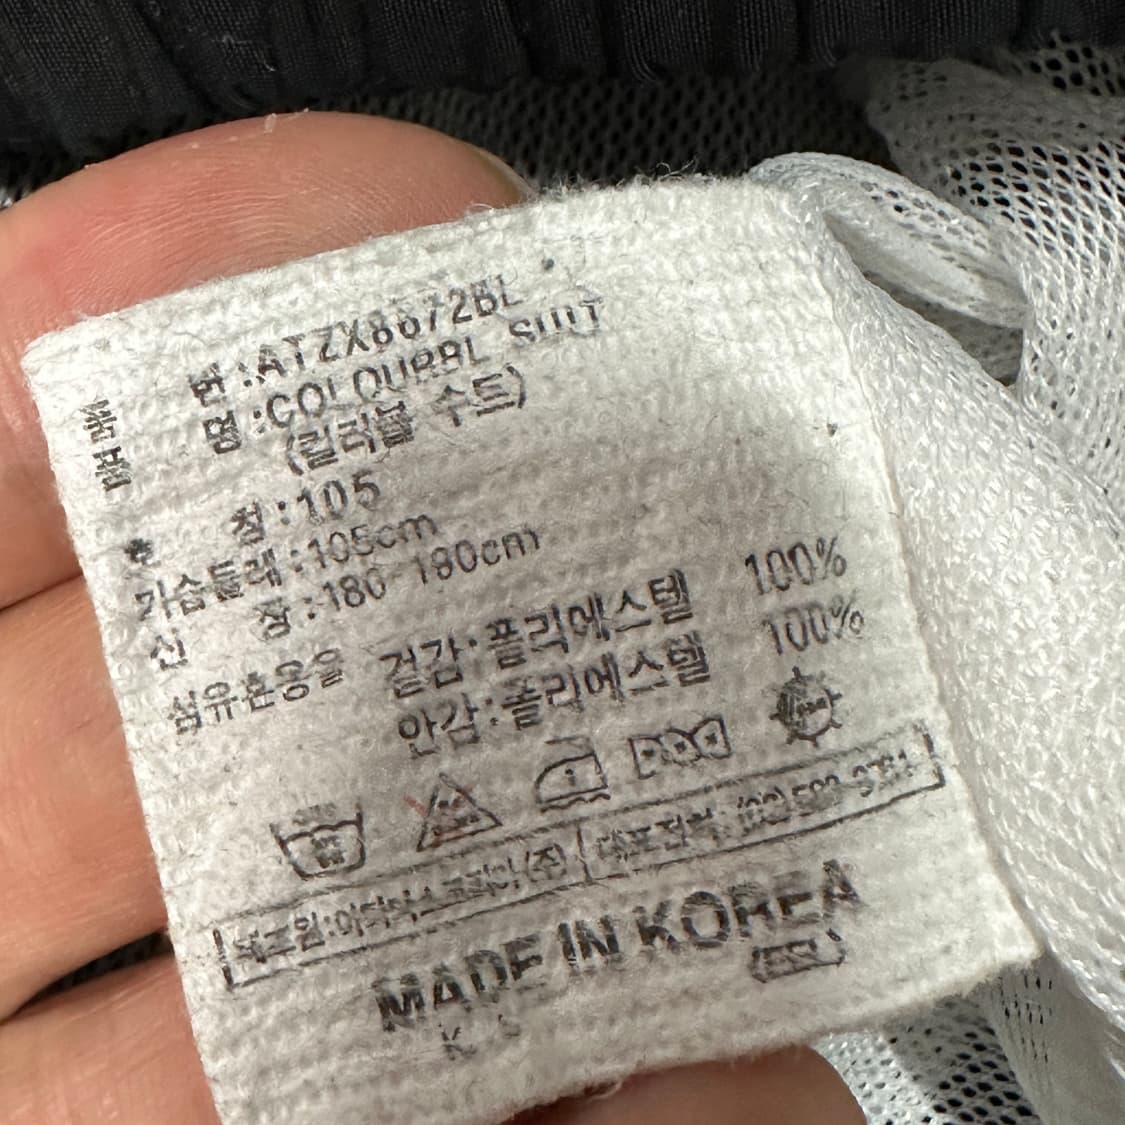 품 번 : ATZX8672BL
품 명 : COLOURBL SUIT
(컬러블 수트)
호 칭 : 105
가슴둘레 : 105cm
신 장 : 180-190cm
섬유혼용율 겉감 : 폴리에스텔 100%
안감 : 폴리에스텔 100%
MADE IN KOREA